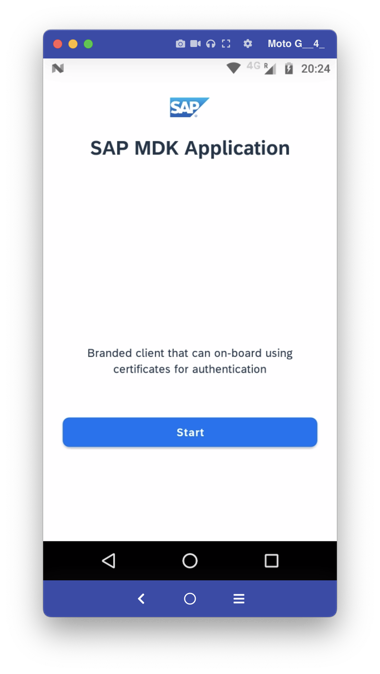 Moto G__4_
4G R 20:24
SAP
SAP MDK Application
Branded client that can on-board using
certificates for authentication
Start